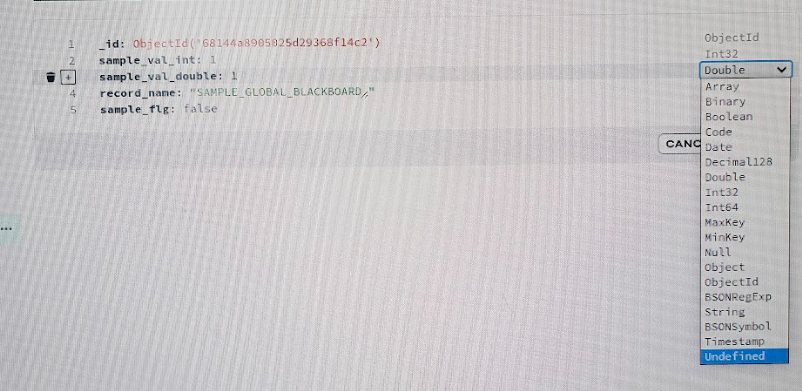 1 _id: ObjectId('68144a8905825d29368f14c2') ObjectId
2 sample_val_int: 1 Int32
+ sample_val_double: 1 Double
4 record_name: "SAMPLE_GLOBAL_BLACKBOARD"
5 sample_flg: false
CANC
Array
Binary
Boolean
Code
Date
Decimal128
Double
Int32
Int64
MaxKey
MinKey
Null
Object
ObjectId
BSONRegExp
String
BSONSymbol
Timestamp
Undefined